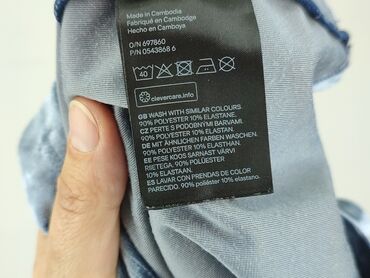 Made in Cambodia
Fabriqué en Cambodge
Hecho en Camboya
O/N 697860
P/N 0543868 6
40
clevercare.info
GB WASH WITH SIMILAR COLOURS
90% POLYESTER 10% ELASTANE.
CZ PERTE S PODOBNÝMI BARVAMI.
90% POLYESTER 10% ELASTANE.
DE MIT ÄHNLICHEN FARBEN WASCHEN.
90% POLYESTER 10% ELASTHAN.
EE PESE KOOS SARNAST VÄRVI
RIIETEGA. 90% POLÜESTER
10% ELASTAAN.
ES LAVAR CON PRENDAS DE COLOR
PARECIDO. 90% poliéster 10% elastano.